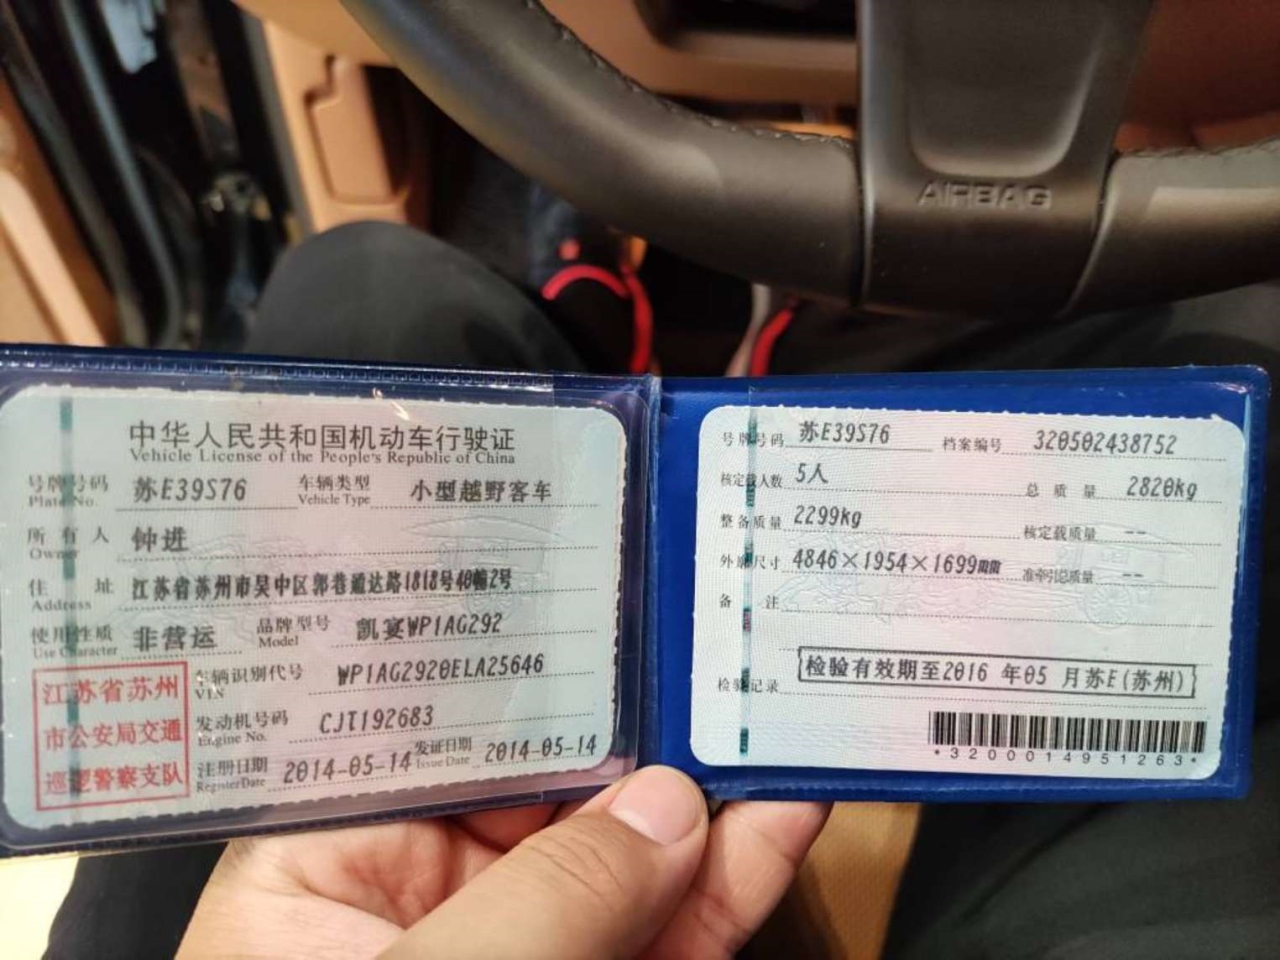 AIRBAG
中华人民共和国机动车行驶证
Vehicle License of the People's Republic of China
号牌号码 苏E39S76 车辆类型 小型越野客车
Plate No. Vehicle Type
所有人 钟进
Owner
住址 江苏省苏州市吴中区郭巷通达路1818号40幢2号
Address
使用性质 非营运 品牌型号 凯宴WP1AG292
Use Character Model
江苏省苏州
市公安局交通
巡逻警察支队
车辆识别代号 WP1AG2920ELA25646
VIN
发动机号码 CJT192683
Engine No.
注册日期 2014-05-14 发证日期 2014-05-14
Register Date Issue Date
号牌号码 苏E39S76 档案编号 320502438752
核定载人数 5人 总质量 2820kg
整备质量 2299kg 核定载质量 --
外廓尺寸 4846×1954×1699mm 准牵引总质量 --
备注
检验记录 检验有效期至2016年05月苏E(苏州)
*3200014951263*